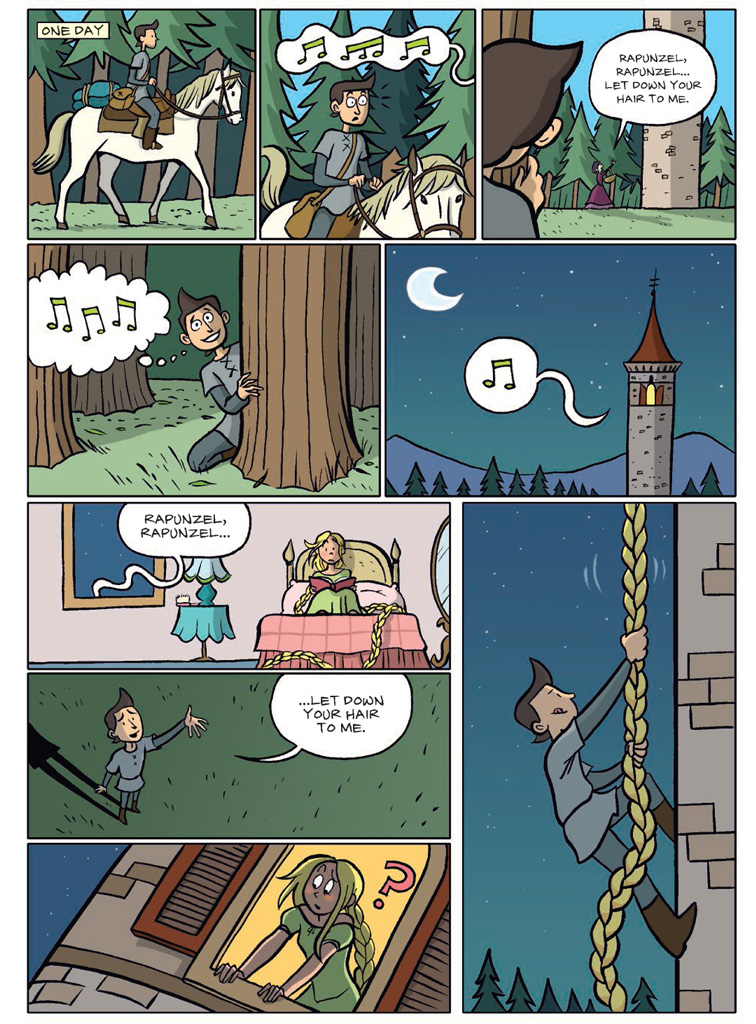 ONE DAY
RAPUNZEL,
RAPUNZEL...
LET DOWN YOUR
HAIR TO ME.
RAPUNZEL,
RAPUNZEL...
...LET DOWN
YOUR HAIR
TO ME.
?